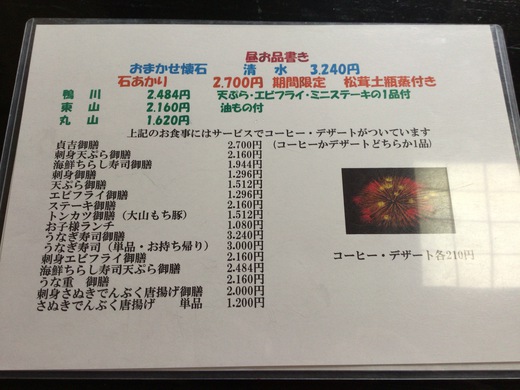 昼お品書き
おまかせ懐石 清 水 3.240円
石あかり 2.700円 期間限定 松茸土瓶蒸付き
鴨 川 2.484円 天ぷら・エビフライ・ミニステーキの1品付
東 山 2.160円 油もの付
丸 山 1.620円
上記のお食事にはサービスでコーヒー・デザートがついています
貞吉御膳 2.700円 (コーヒーかデザートどちらか1品)
刺身天ぷら御膳 2.160円
海鮮ちらし寿司御膳 1.944円
刺身御膳 1.296円
天ぷら御膳 1.512円
エビフライ御膳 1.296円
ステーキ御膳 2.160円
トンカツ御膳(大山もち豚) 1.512円
お子様ランチ 1.080円
うなぎ寿司御膳 3.240円
うなぎ寿司(単品・お持ち帰り) 3.000円
刺身エビフライ御膳 2.160円
海鮮ちらし寿司天ぷら御膳 2.484円
うな重 御膳 2.160円
刺身さぬきでんぶく唐揚げ御膳 2.000円
さぬきでんぶく唐揚げ 単品 1.200円
コーヒー・デザート各210円